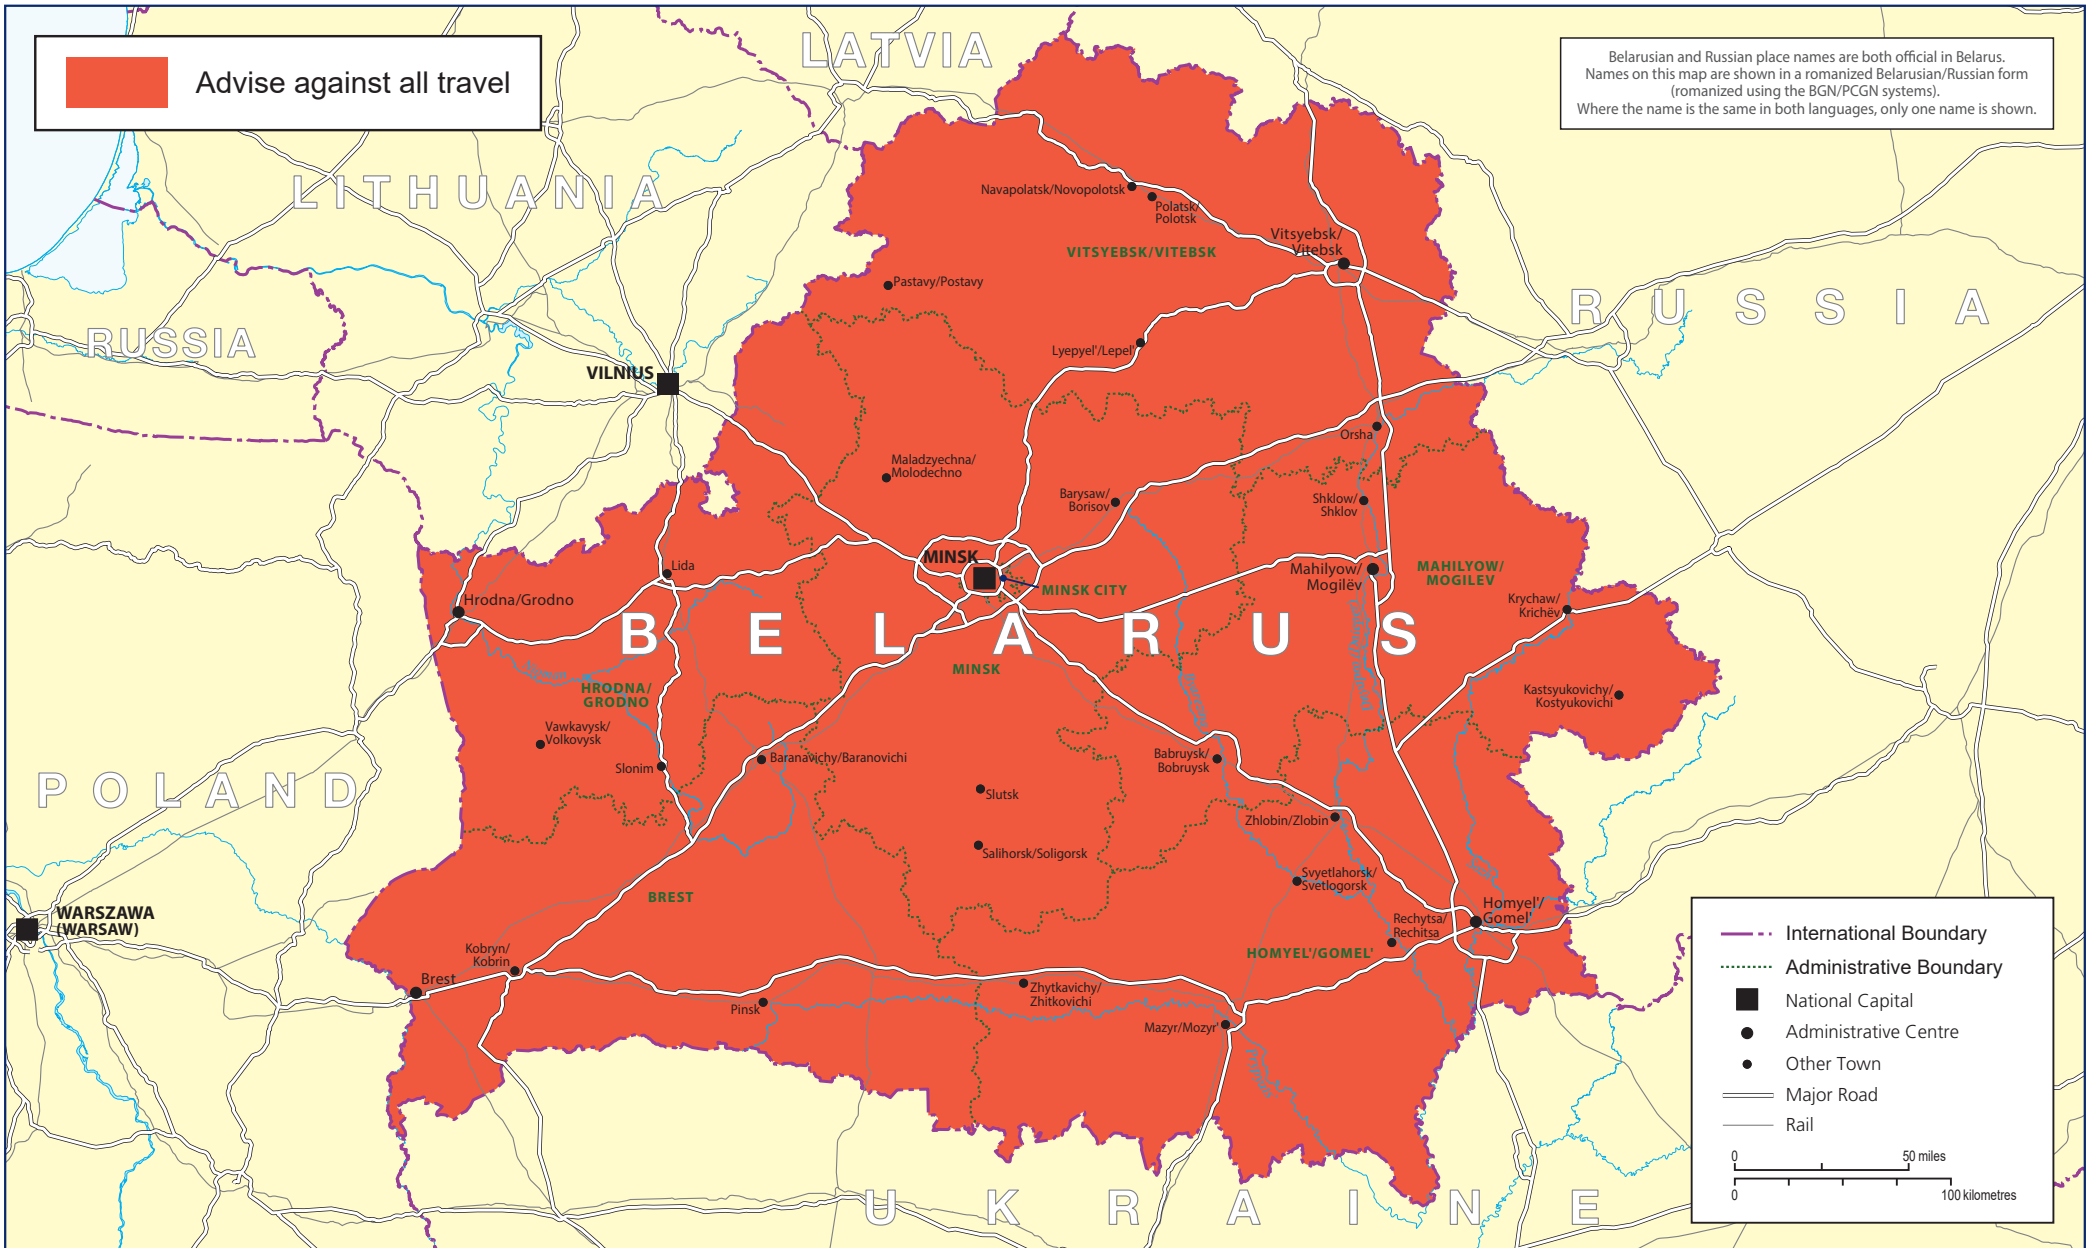 Advise against all travel
LATVIA
Belarusian and Russian place names are both official in Belarus.
Names on this map are shown in a romanized Belarusian/Russian form
(romanized using the BGN/PCGN systems).
Where the name is the same in both languages, only one name is shown.
LITHUANIA
Navapolatsk/Novopolotsk
Polatsk/
Polotsk
Vitsyebsk/
Vitebsk
VITSYEBSK/VITEBSK
Pastavy/Postavy
RUSSIA
RUSSIA
Lyepyel'/Lepel'
VILNIUS
Orsha
Maladzyechna/
Molodechno
Barysaw/
Borisov
Shklow/
Shklov
MINSK
Lida
MINSK CITY
Mahilyow/
Mogilëv
MAHILYOW/
MOGILEV
Hrodna/Grodno
Krychaw/
Krichëv
BELARUS
MINSK
HRODNA/
GRODNO
Kastsyukovichy/
Kostyukovichi
Vawkavysk/
Volkovysk
Slonim
Baranavichy/Baranovichi
Babruysk/
Bobruysk
POLAND
Slutsk
Zhlobin/Zlobin
Salihorsk/Soligorsk
Svyetlahorsk/
Svetlogorsk
BREST
WARSZAWA
(WARSAW)
Homyel'/
Gomel'
Rechytsa/
Rechitsa
Kobryn/
Kobrin
HOMYEL'/GOMEL'
Brest
Pinsk
Zhytkavichy/
Zhitkovichi
Mazyr/Mozyr'
UKRAINE
International Boundary
Administrative Boundary
National Capital
Administrative Centre
Other Town
Major Road
Rail
0 50 miles
0 100 kilometres